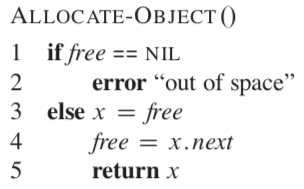 ALLOCATE-OBJECT()
1 if free == NIL
2 error “out of space”
3 else x = free
4 free = x.next
5 return x